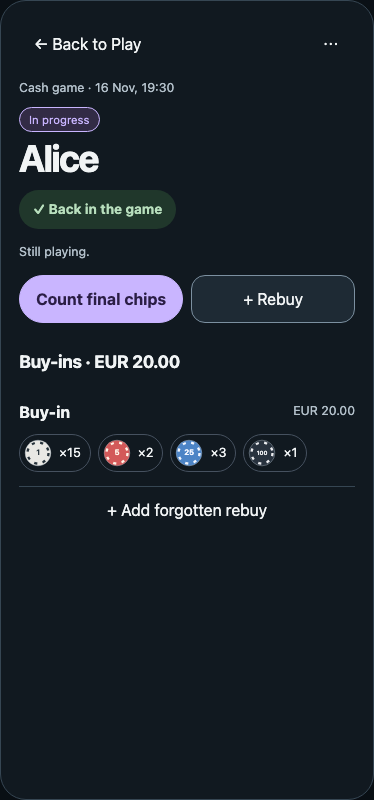 ← Back to Play ...
Cash game · 16 Nov, 19:30
In progress
Alice
✓ Back in the game
Still playing.
Count final chips + Rebuy
Buy-ins · EUR 20.00
Buy-in EUR 20.00
1 ×15 5 ×2 25 ×3 100 ×1
+ Add forgotten rebuy